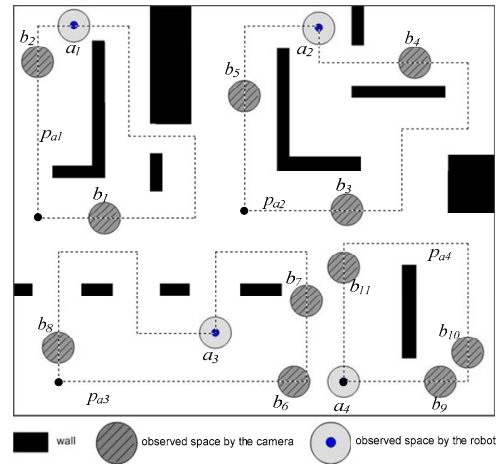 b2
a1
a2
b4
b5
pa1
b1
b3
pa2
pa4
b7
b11
b8
a3
b10
pa3
b6
a4
b9
wall
observed space by the camera
observed space by the robot